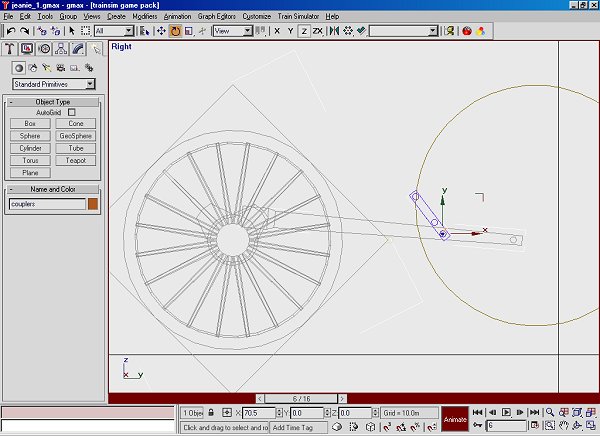 jeanie_1.gmax - gmax - [trainsim game pack]
File Edit Tools Group Views Create Modifiers Animation Graph Editors Customize Train Simulator Help
All View X Y Z ZX
Right
Standard Primitives
- Object Type
AutoGrid
Box Cone
Sphere GeoSphere
Cylinder Tube
Torus Teapot
Plane
- Name and Color
couplers
y
x
z
x y
< 6 / 16 >
1 Obje X: 70.5 Y: 0.0 Z: 0.0 Grid = 10.0m
Click and drag to select and ro Add Time Tag
Animate
6